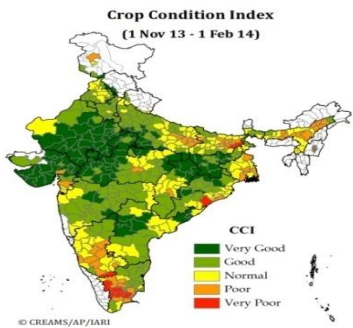 Crop Condition Index
(1 Nov 13 - 1 Feb 14)
CCI
Very Good
Good
Normal
Poor
Very Poor
© CREAMS/AP/IARI